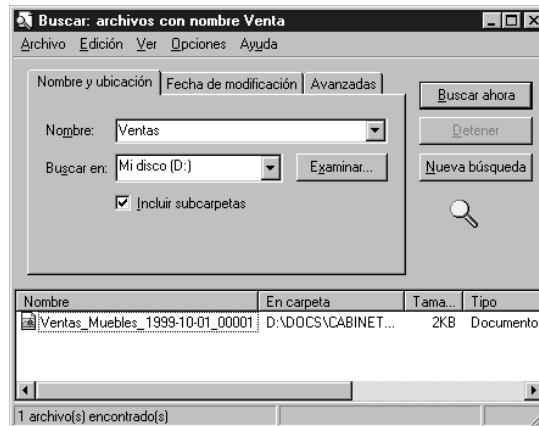 Buscar: archivos con nombre Venta
Archivo Edición Ver Opciones Ayuda
Nombre y ubicación Fecha de modificación Avanzadas
Buscar ahora
Nombre: Ventas
Detener
Buscar en: Mi disco (D:) Examinar...
Nueva búsqueda
Incluir subcarpetas
Nombre En carpeta Tama... Tipo
Ventas_Muebles_1999-10-01_00001 D:\DOCS\CABINET... 2KB Documento
1 archivo(s) encontrado(s)